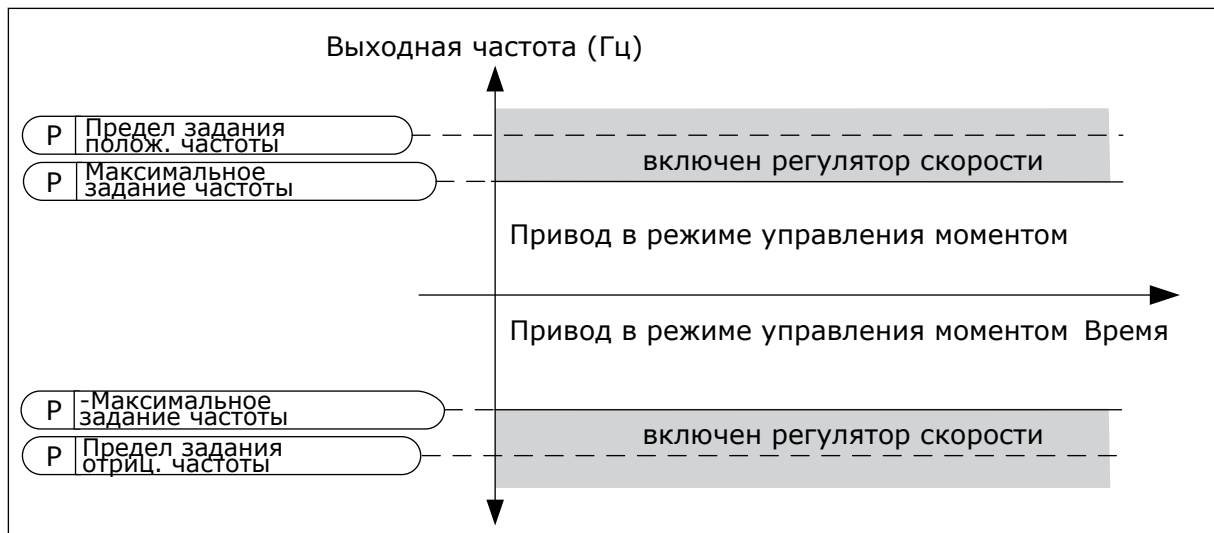 Выходная частота (Гц)
P Предел задания
полож. частоты
включен регулятор скорости
P Максимальное
задание частоты
Привод в режиме управления моментом
Привод в режиме управления моментом Время
P -Максимальное
задание частоты
включен регулятор скорости
P Предел задания
отриц. частоты